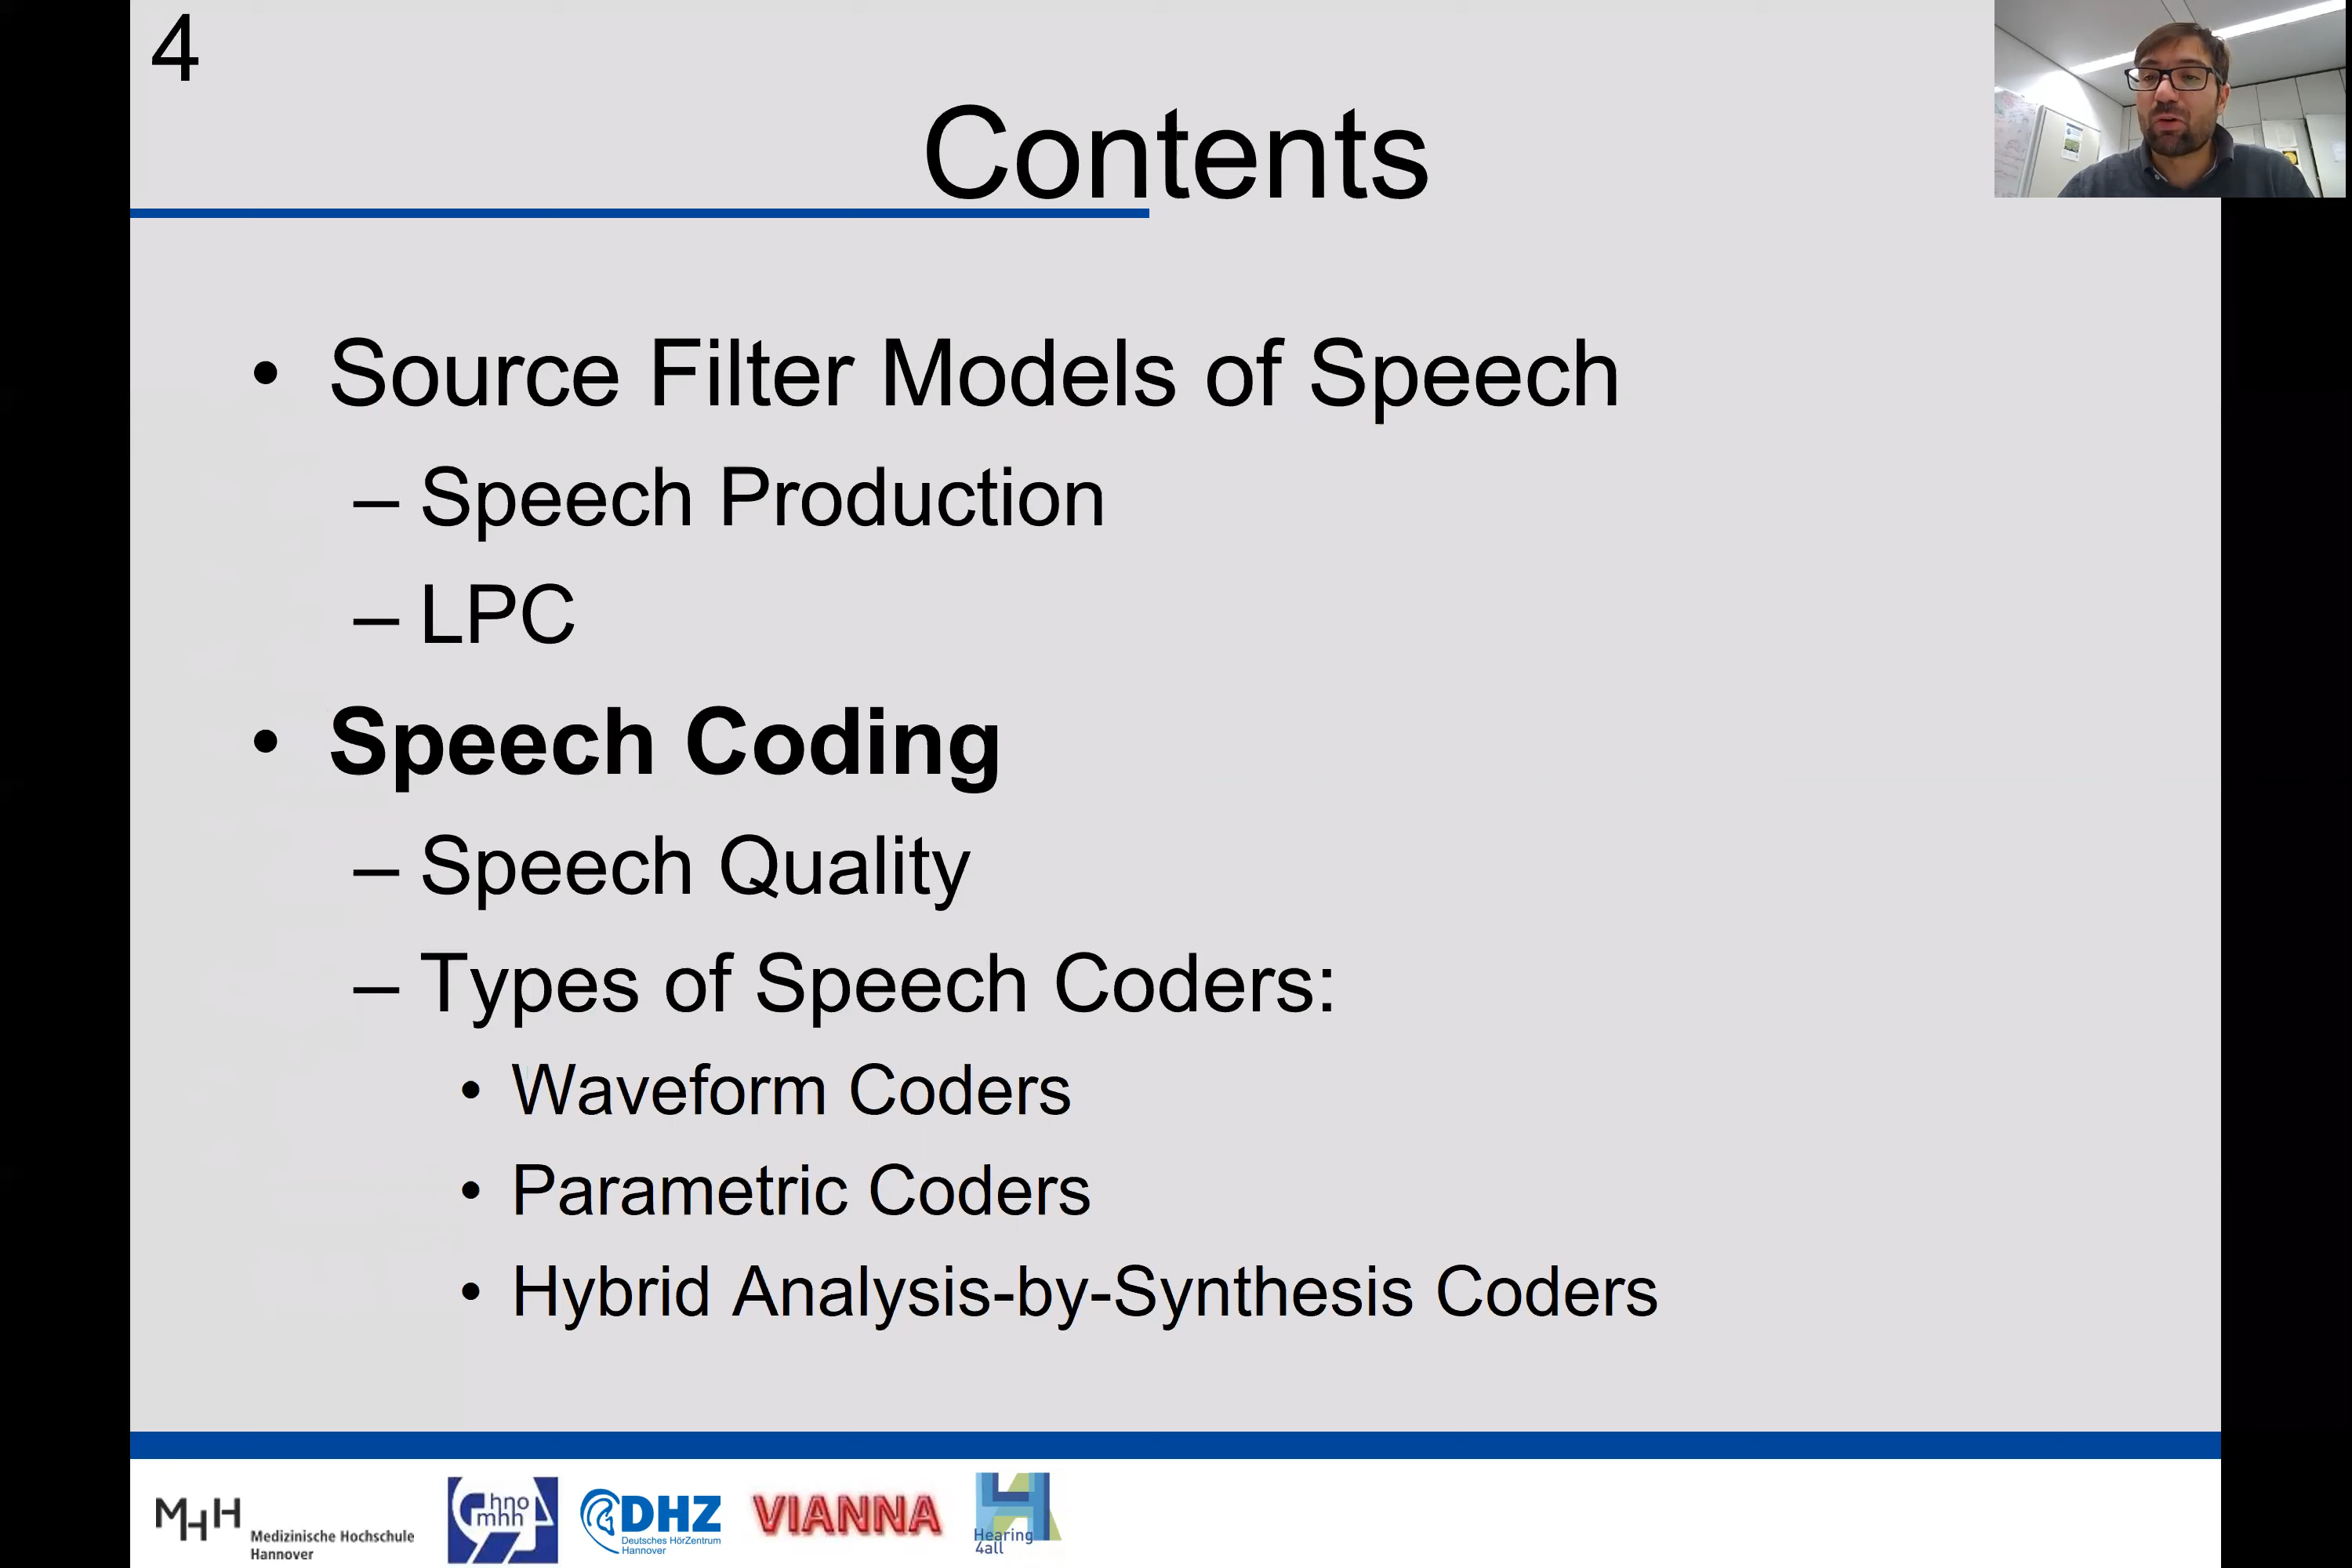 4
Contents
• Source Filter Models of Speech
– Speech Production
– LPC
• Speech Coding
– Speech Quality
– Types of Speech Coders:
• Waveform Coders
• Parametric Coders
• Hybrid Analysis-by-Synthesis Coders
MHH
Medizinische Hochschule
Hannover
hno
mhh
DHZ
Deutsches HörZentrum
Hannover
VIANNA
Hearing
4all